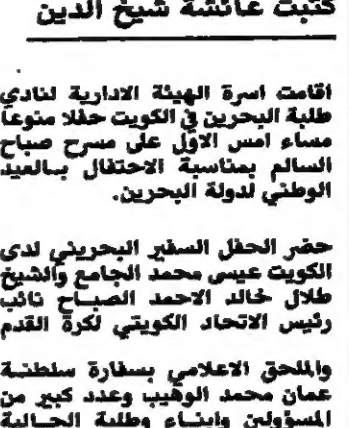 كتبت عائشة شيخ الدين
اقامت اسرة الهيئة الادارية لنادي
طلبة البحرين في الكويت حفلا منوعا
مساء امس الاول على مسرح صباح
السالم بمناسبة الاحتفال بالعيد
الوطني لدولة البحرين.
حضر الحفل السفير البحريني لدى
الكويت عيسى محمد الجامع والشيخ
طلال خالد الاحمد الصباح نائب
رئيس الاتحاد الكويتي لكرة القدم
والملحق الاعلامي بسفارة سلطنة
عمان محمد الوهيب وعدد كبير من
المسؤولين وابناء وطلبة الجالية